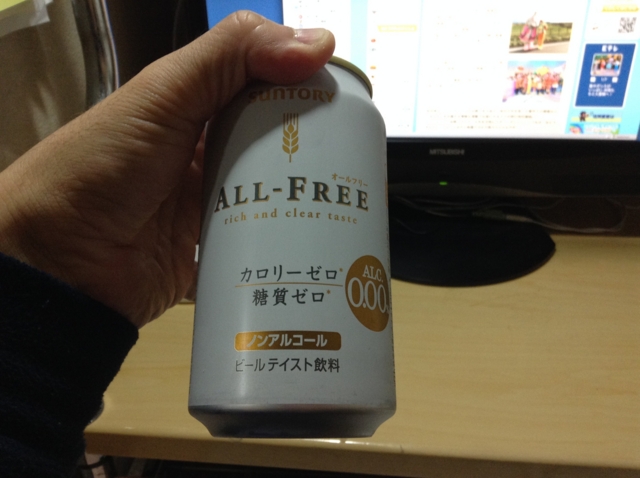 SUNTORY
オールフリー
ALL-FREE
rich and clear taste
カロリーゼロ*
糖質ゼロ*
ALC.
0.00
ノンアルコール
ビールテイスト飲料
MITSUBISHI